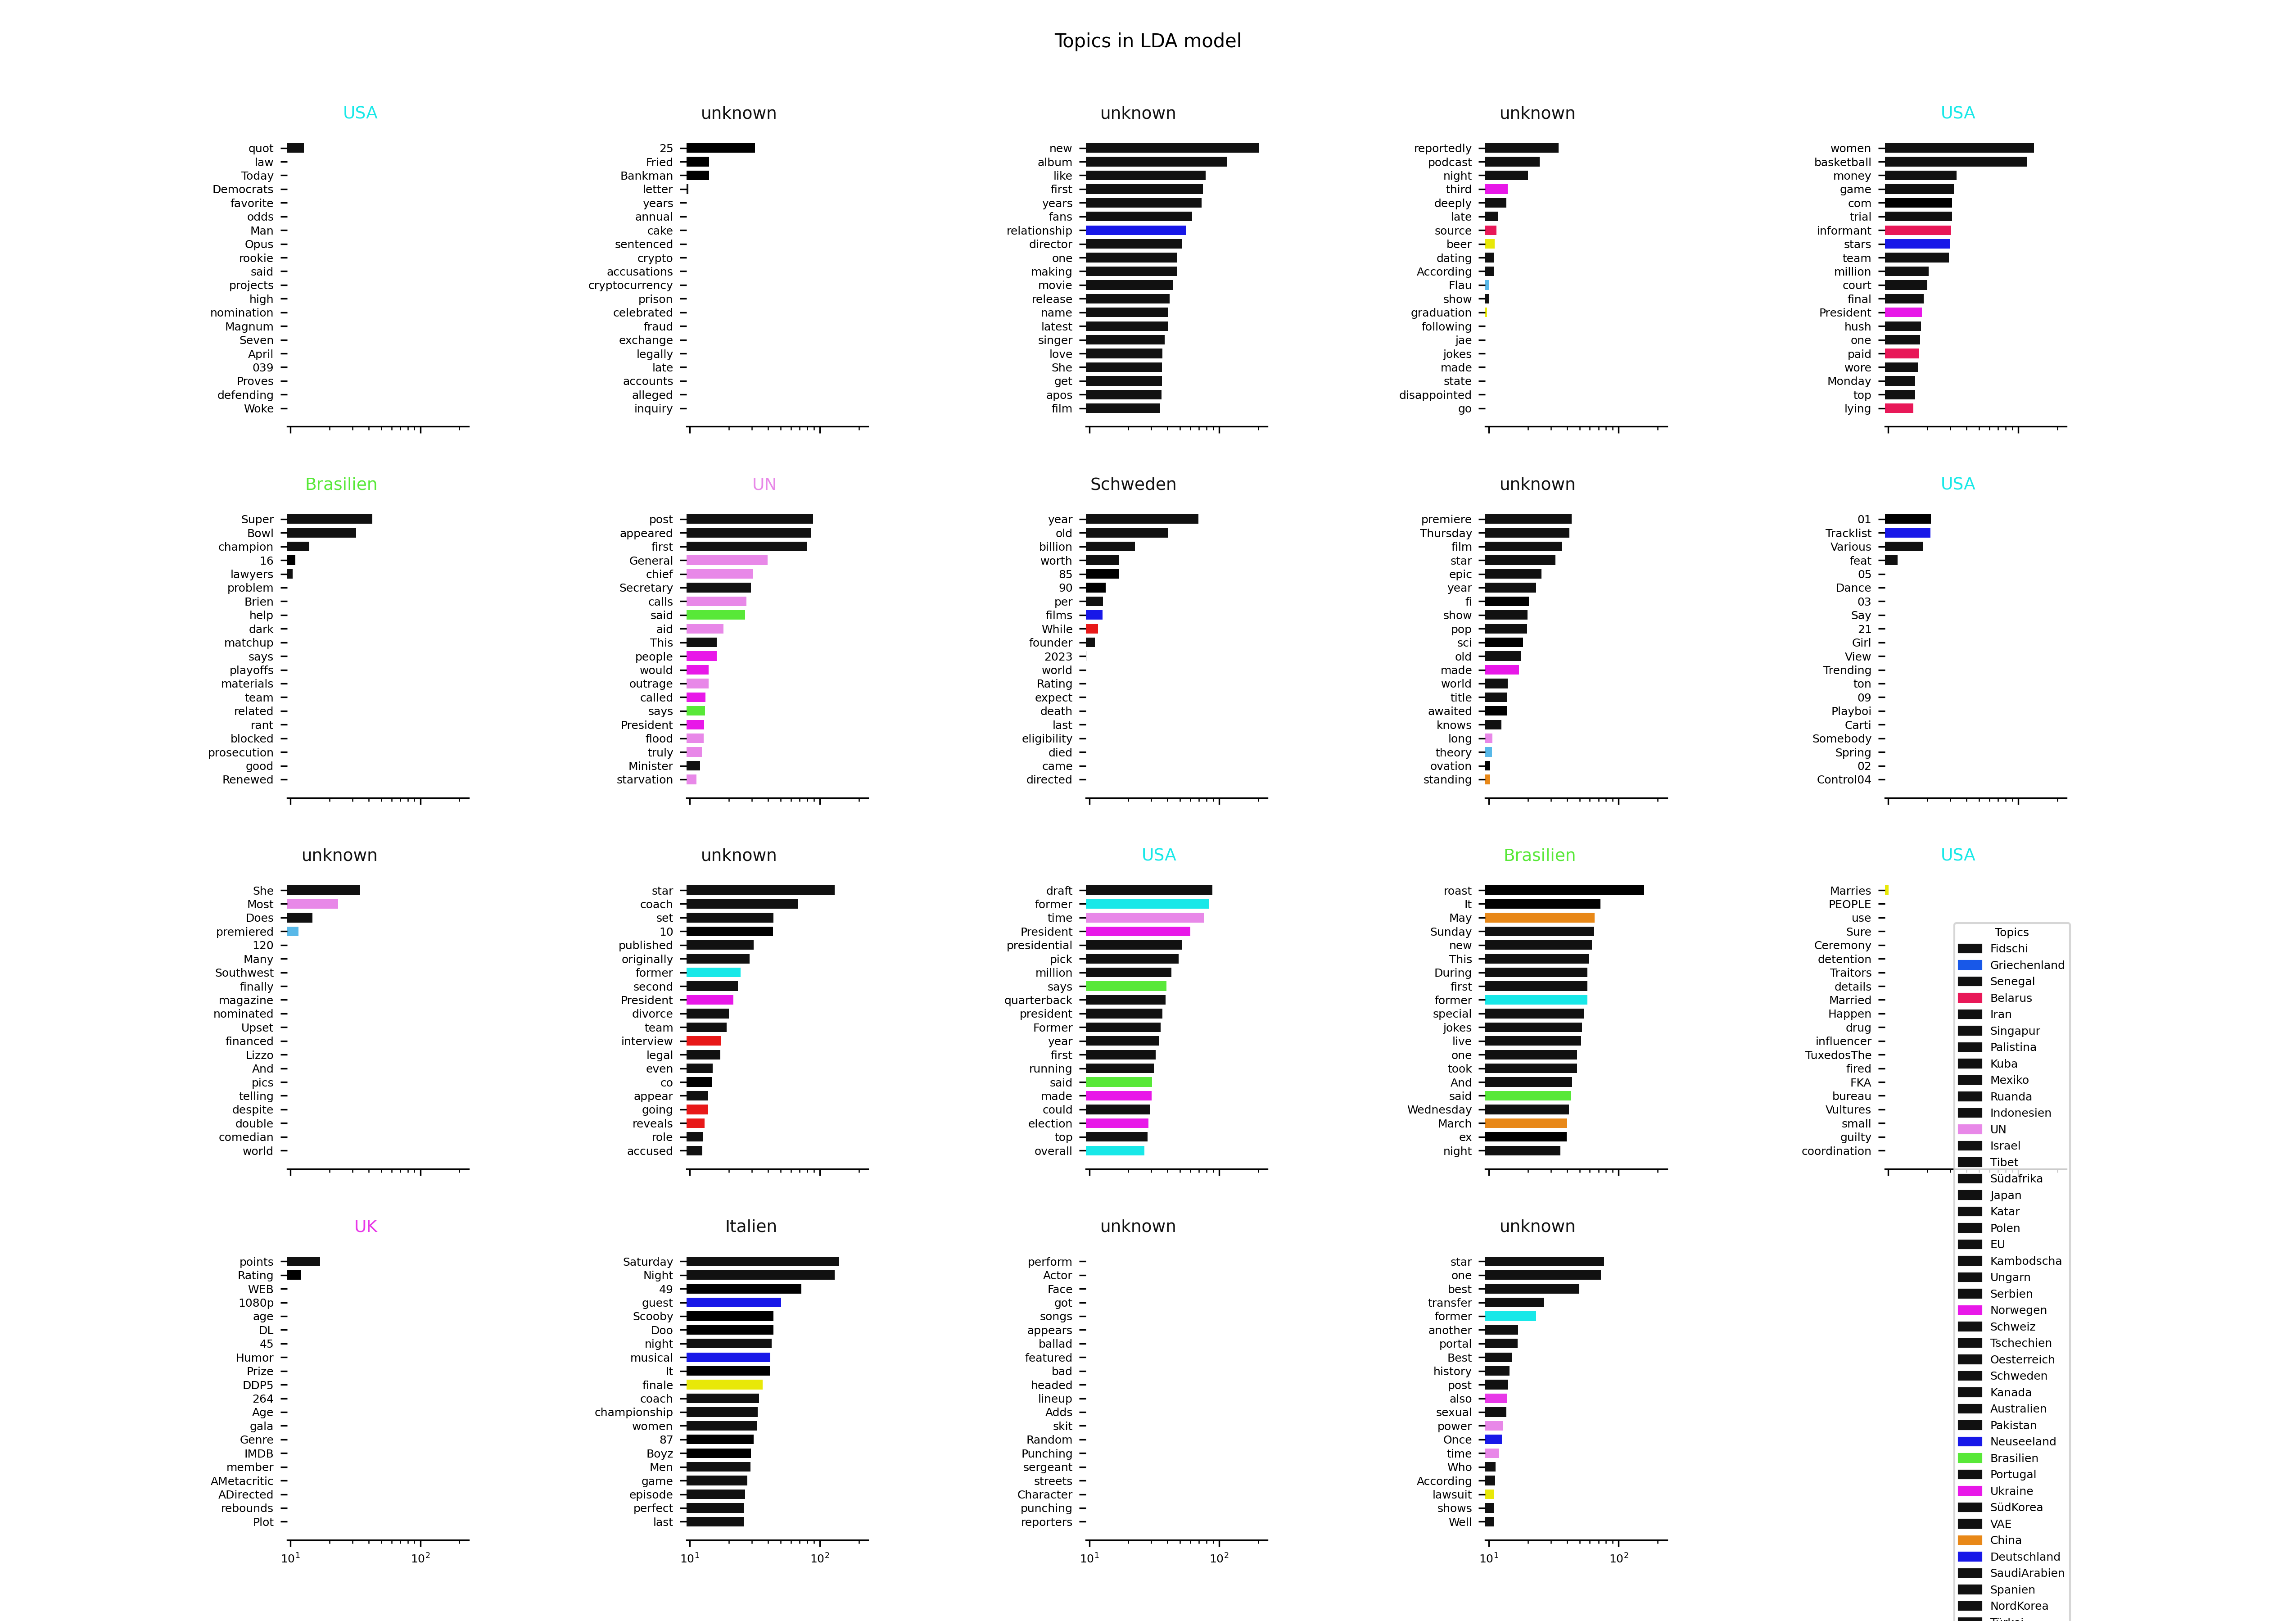 Topics in LDA model
USA
quot
law
Today
Democrats
favorite
odds
Man
Opus
rookie
said
projects
high
nomination
Magnum
Seven
April
039
Proves
defending
Woke
unknown
25
Fried
Bankman
letter
years
annual
cake
sentenced
crypto
accusations
cryptocurrency
prison
celebrated
fraud
exchange
legally
late
accounts
alleged
inquiry
unknown
new
album
like
first
years
fans
relationship
director
one
making
movie
release
name
latest
singer
love
She
get
apos
film
unknown
reportedly
podcast
night
third
deeply
late
source
beer
dating
According
Flau
show
graduation
following
jae
jokes
made
state
disappointed
go
USA
women
basketball
money
game
com
trial
informant
stars
team
million
court
final
President
hush
one
paid
wore
Monday
top
lying
Brasilien
Super
Bowl
champion
16
lawyers
problem
Brien
help
dark
matchup
says
playoffs
materials
team
related
rant
blocked
prosecution
good
Renewed
UN
post
appeared
first
General
chief
Secretary
calls
said
aid
This
people
would
outrage
called
says
President
flood
truly
Minister
starvation
Schweden
year
old
billion
worth
85
90
per
films
While
founder
2023
world
Rating
expect
death
last
eligibility
died
came
directed
unknown
premiere
Thursday
film
star
epic
year
fi
show
pop
sci
old
made
world
title
awaited
knows
long
theory
ovation
standing
USA
01
Tracklist
Various
feat
05
Dance
03
Say
21
Girl
View
Trending
ton
09
Playboi
Carti
Somebody
Spring
02
Control04
unknown
She
Most
Does
premiered
120
Many
Southwest
finally
magazine
nominated
Upset
financed
Lizzo
And
pics
telling
despite
double
comedian
world
unknown
star
coach
set
10
published
originally
former
second
President
divorce
team
interview
legal
even
co
appear
going
reveals
role
accused
USA
draft
former
time
President
presidential
pick
million
says
quarterback
president
Former
year
first
running
said
made
could
election
top
overall
Brasilien
roast
It
May
Sunday
new
This
During
first
former
special
jokes
live
one
took
And
said
Wednesday
March
ex
night
USA
Marries
PEOPLE
use
Sure
Ceremony
detention
Traitors
details
Married
Happen
drug
influencer
TuxedosThe
fired
FKA
bureau
Vultures
small
guilty
coordination
UK
points
Rating
WEB
1080p
age
DL
45
Humor
Prize
DDP5
264
Age
gala
Genre
IMDB
member
AMetacritic
ADirected
rebounds
Plot
10¹ 10²
Italien
Saturday
Night
49
guest
Scooby
Doo
night
musical
It
finale
coach
championship
women
87
Boyz
Men
game
episode
perfect
last
10¹ 10²
unknown
perform
Actor
Face
got
songs
appears
ballad
featured
bad
headed
lineup
Adds
skit
Random
Punching
sergeant
streets
Character
punching
reporters
10¹ 10²
unknown
star
one
best
transfer
former
another
portal
Best
history
post
also
sexual
power
Once
time
Who
According
lawsuit
shows
Well
10¹ 10²
Topics
Fidschi
Griechenland
Senegal
Belarus
Iran
Singapur
Palistina
Kuba
Mexiko
Ruanda
Indonesien
UN
Israel
Tibet
Südafrika
Japan
Katar
Polen
EU
Kambodscha
Ungarn
Serbien
Norwegen
Schweiz
Tschechien
Oesterreich
Schweden
Kanada
Australien
Pakistan
Neuseeland
Brasilien
Portugal
Ukraine
SüdKorea
VAE
China
Deutschland
SaudiArabien
Spanien
NordKorea